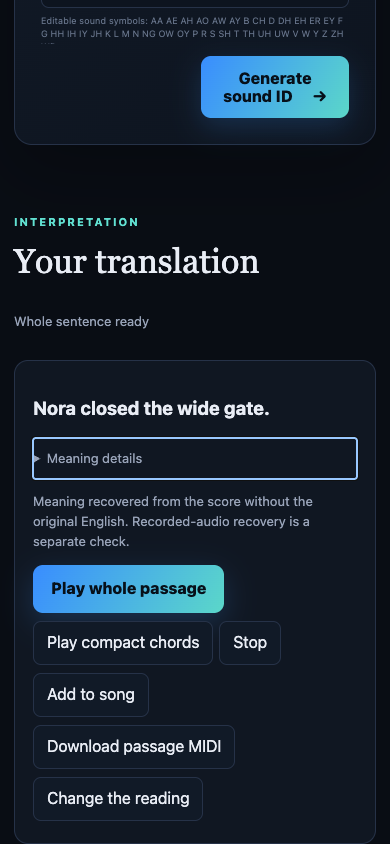 Editable sound symbols: AA AE AH AO AW AY B CH D DH EH ER EY F
G HH IH IY JH K L M N NG OW OY P R S SH T TH UH UW V W Y Z ZH
Generate
sound ID →
INTERPRETATION
Your translation
Whole sentence ready
Nora closed the wide gate.
▸ Meaning details
Meaning recovered from the score without the
original English. Recorded-audio recovery is a
separate check.
Play whole passage
Play compact chords
Stop
Add to song
Download passage MIDI
Change the reading